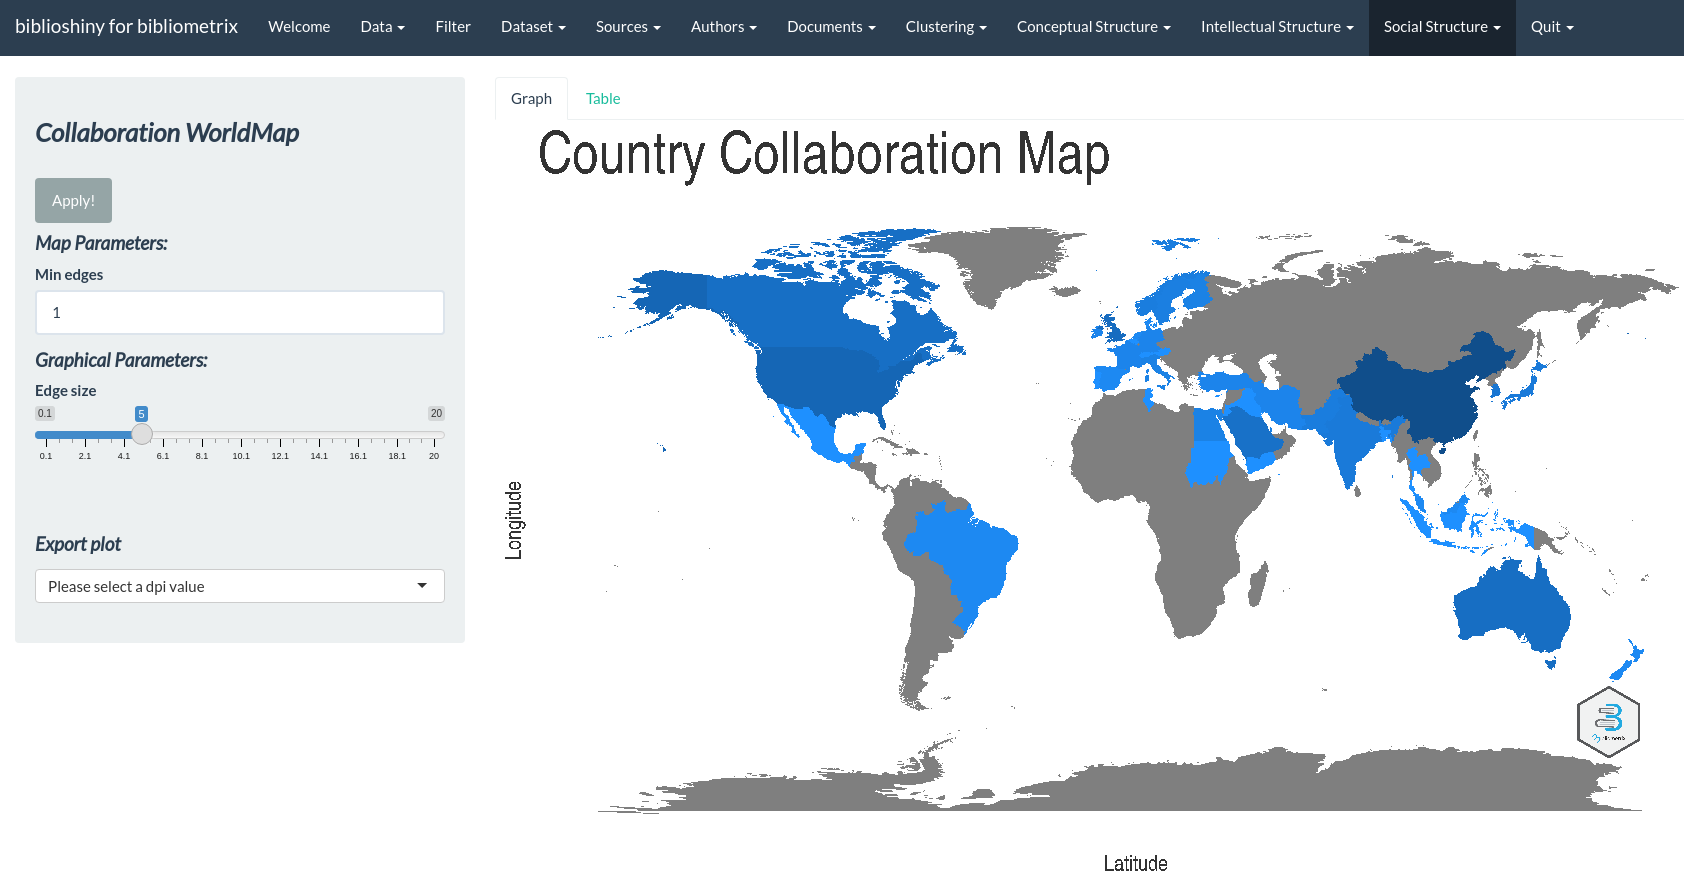 biblioshiny for bibliometrix Welcome Data Filter Dataset Sources Authors Documents Clustering Conceptual Structure Intellectual Structure Social Structure Quit
Collaboration WorldMap
Apply!
Map Parameters:
Min edges
1
Graphical Parameters:
Edge size
0.1 5 20
0.1 2.1 4.1 6.1 8.1 10.1 12.1 14.1 16.1 18.1 20
Export plot
Please select a dpi value
Graph Table
Country Collaboration Map
Longitude
Latitude